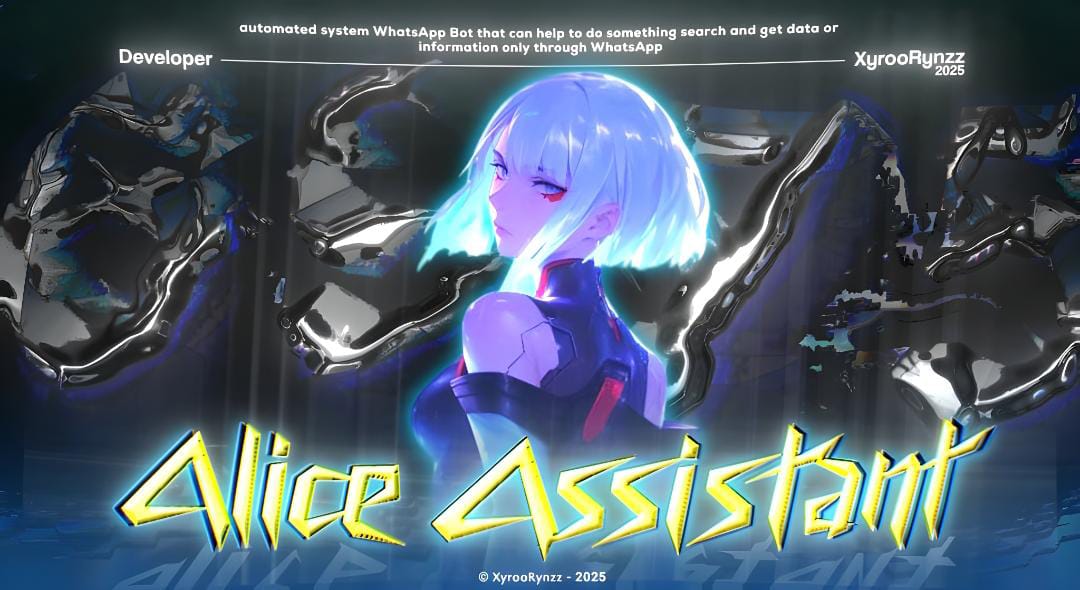 automated system WhatsApp Bot that can help to do something search and get data or
information only through WhatsApp
Developer
XyrooRynzz
2025
Alice Assistant
© XyrooRynzz - 2025